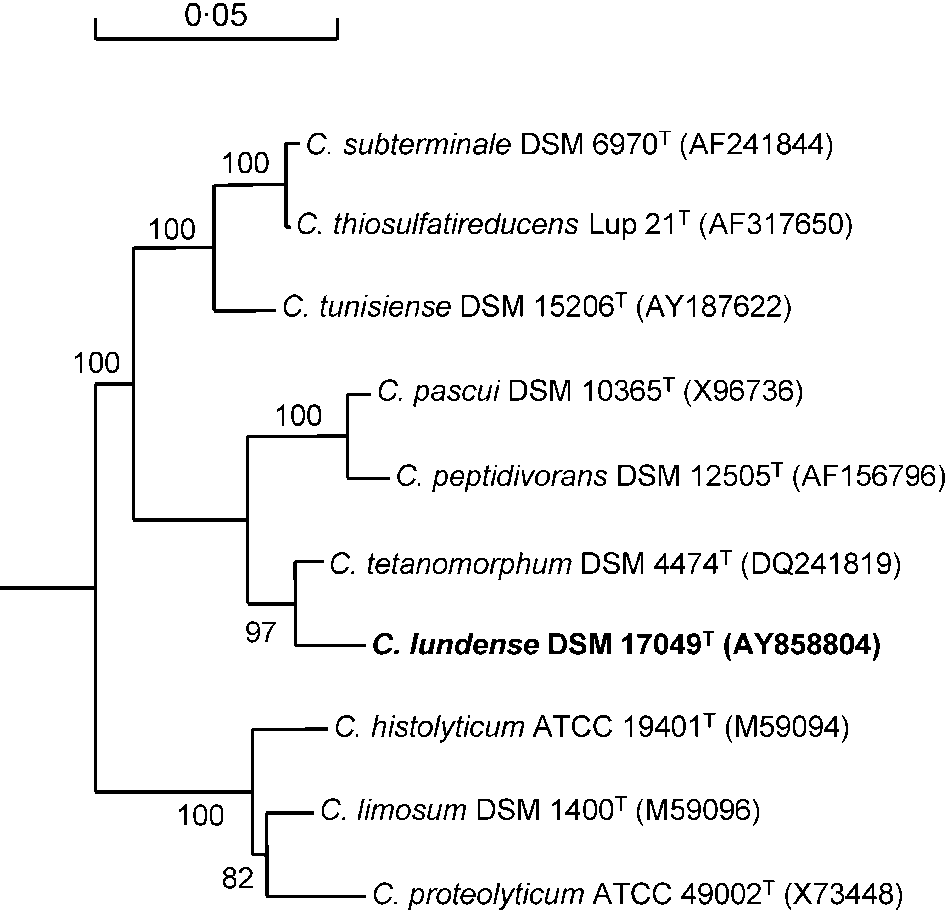 0·05
C. subterminale DSM 6970ᵀ (AF241844)
100
C. thiosulfatireducens Lup 21ᵀ (AF317650)
100
C. tunisiense DSM 15206ᵀ (AY187622)
100
C. pascui DSM 10365ᵀ (X96736)
100
C. peptidivorans DSM 12505ᵀ (AF156796)
C. tetanomorphum DSM 4474ᵀ (DQ241819)
97
C. lundense DSM 17049ᵀ (AY858804)
C. histolyticum ATCC 19401ᵀ (M59094)
100
C. limosum DSM 1400ᵀ (M59096)
82
C. proteolyticum ATCC 49002ᵀ (X73448)